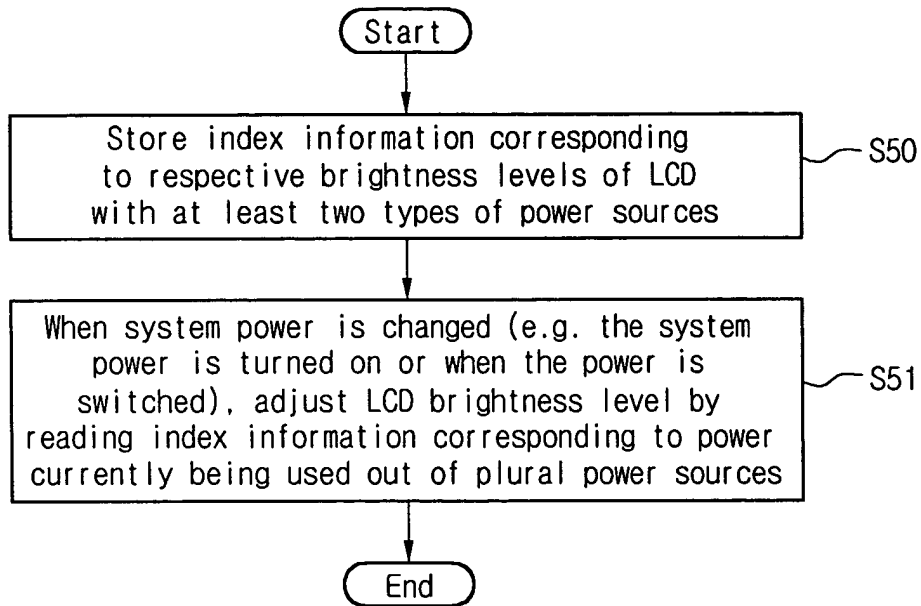 Start
Store index information corresponding
to respective brightness levels of LCD
with at least two types of power sources
S50
When system power is changed (e.g. the system
power is turned on or when the power is
switched), adjust LCD brightness level by
reading index information corresponding to power
currently being used out of plural power sources
S51
End